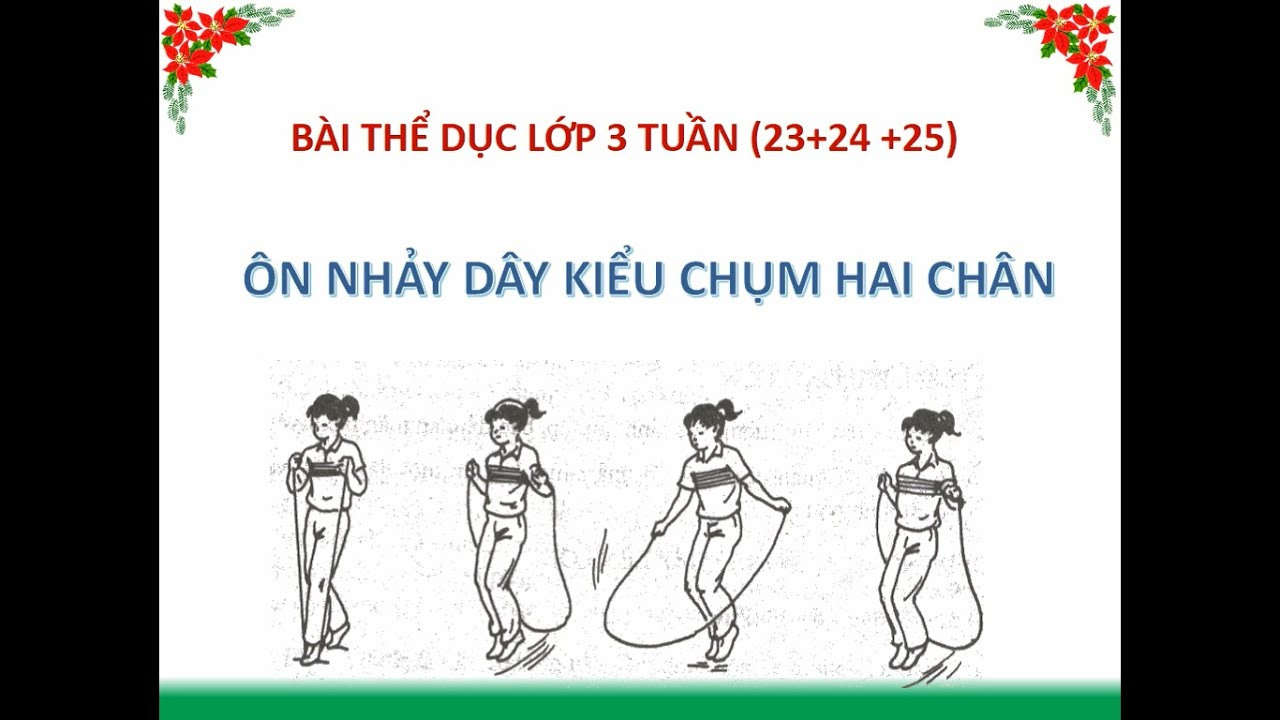 BÀI THỂ DỤC LỚP 3 TUẦN (23+24 +25)
ÔN NHẢY DÂY KIỂU CHỤM HAI CHÂN